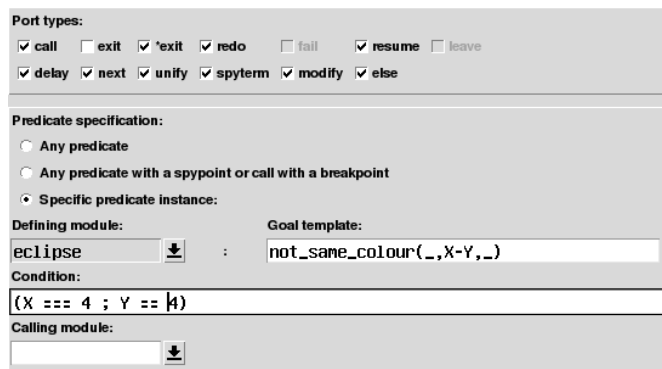 Port types:
call exit *exit redo fail resume leave
delay next unify spyterm modify else
Predicate specification:
Any predicate
Any predicate with a spypoint or call with a breakpoint
Specific predicate instance:
Defining module: Goal template:
eclipse : not_same_colour(_,X-Y,_)
Condition:
(X === 4 ; Y == 4)
Calling module: